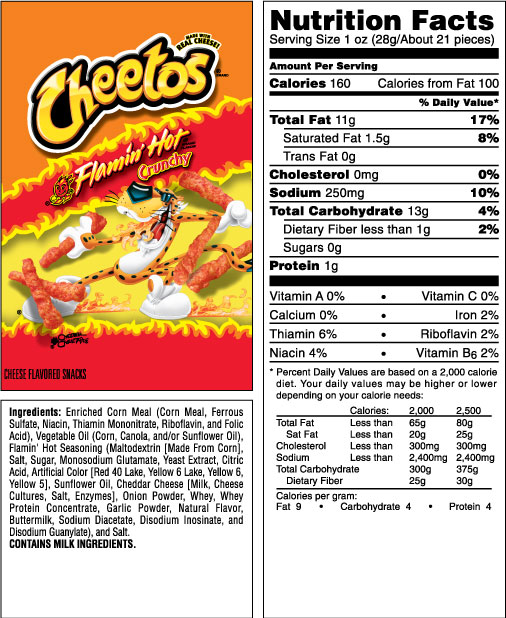 MADE WITH
REAL CHEESE!
Cheetos
BRAND
Flamin' Hot
Crunchy
CHEESE FLAVORED SNACKS
Ingredients: Enriched Corn Meal (Corn Meal, Ferrous
Sulfate, Niacin, Thiamin Mononitrate, Riboflavin, and Folic
Acid), Vegetable Oil (Corn, Canola, and/or Sunflower Oil),
Flamin' Hot Seasoning (Maltodextrin [Made From Corn],
Salt, Sugar, Monosodium Glutamate, Yeast Extract, Citric
Acid, Artificial Color [Red 40 Lake, Yellow 6 Lake, Yellow 6,
Yellow 5], Sunflower Oil, Cheddar Cheese [Milk, Cheese
Cultures, Salt, Enzymes], Onion Powder, Whey, Whey
Protein Concentrate, Garlic Powder, Natural Flavor,
Buttermilk, Sodium Diacetate, Disodium Inosinate, and
Disodium Guanylate), and Salt.
CONTAINS MILK INGREDIENTS.
Nutrition Facts
Serving Size 1 oz (28g/About 21 pieces)
Amount Per Serving
Calories 160 Calories from Fat 100
% Daily Value*
Total Fat 11g 17%
Saturated Fat 1.5g 8%
Trans Fat 0g
Cholesterol 0mg 0%
Sodium 250mg 10%
Total Carbohydrate 13g 4%
Dietary Fiber less than 1g 2%
Sugars 0g
Protein 1g
Vitamin A 0% • Vitamin C 0%
Calcium 0% • Iron 2%
Thiamin 6% • Riboflavin 2%
Niacin 4% • Vitamin B6 2%
* Percent Daily Values are based on a 2,000 calorie
diet. Your daily values may be higher or lower
depending on your calorie needs:
Calories: 2,000 2,500
Total Fat Less than 65g 80g
Sat Fat Less than 20g 25g
Cholesterol Less than 300mg 300mg
Sodium Less than 2,400mg 2,400mg
Total Carbohydrate 300g 375g
Dietary Fiber 25g 30g
Calories per gram:
Fat 9 • Carbohydrate 4 • Protein 4